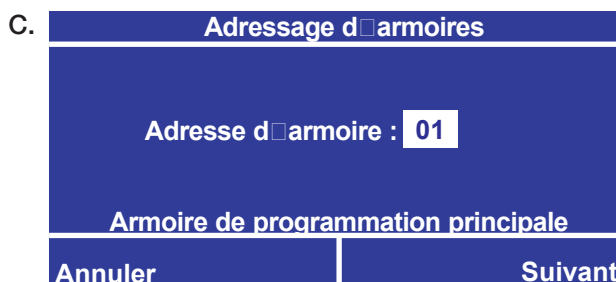 C.
Adressage d□armoires
Adresse d□armoire : 01
Armoire de programmation principale
Annuler
Suivant